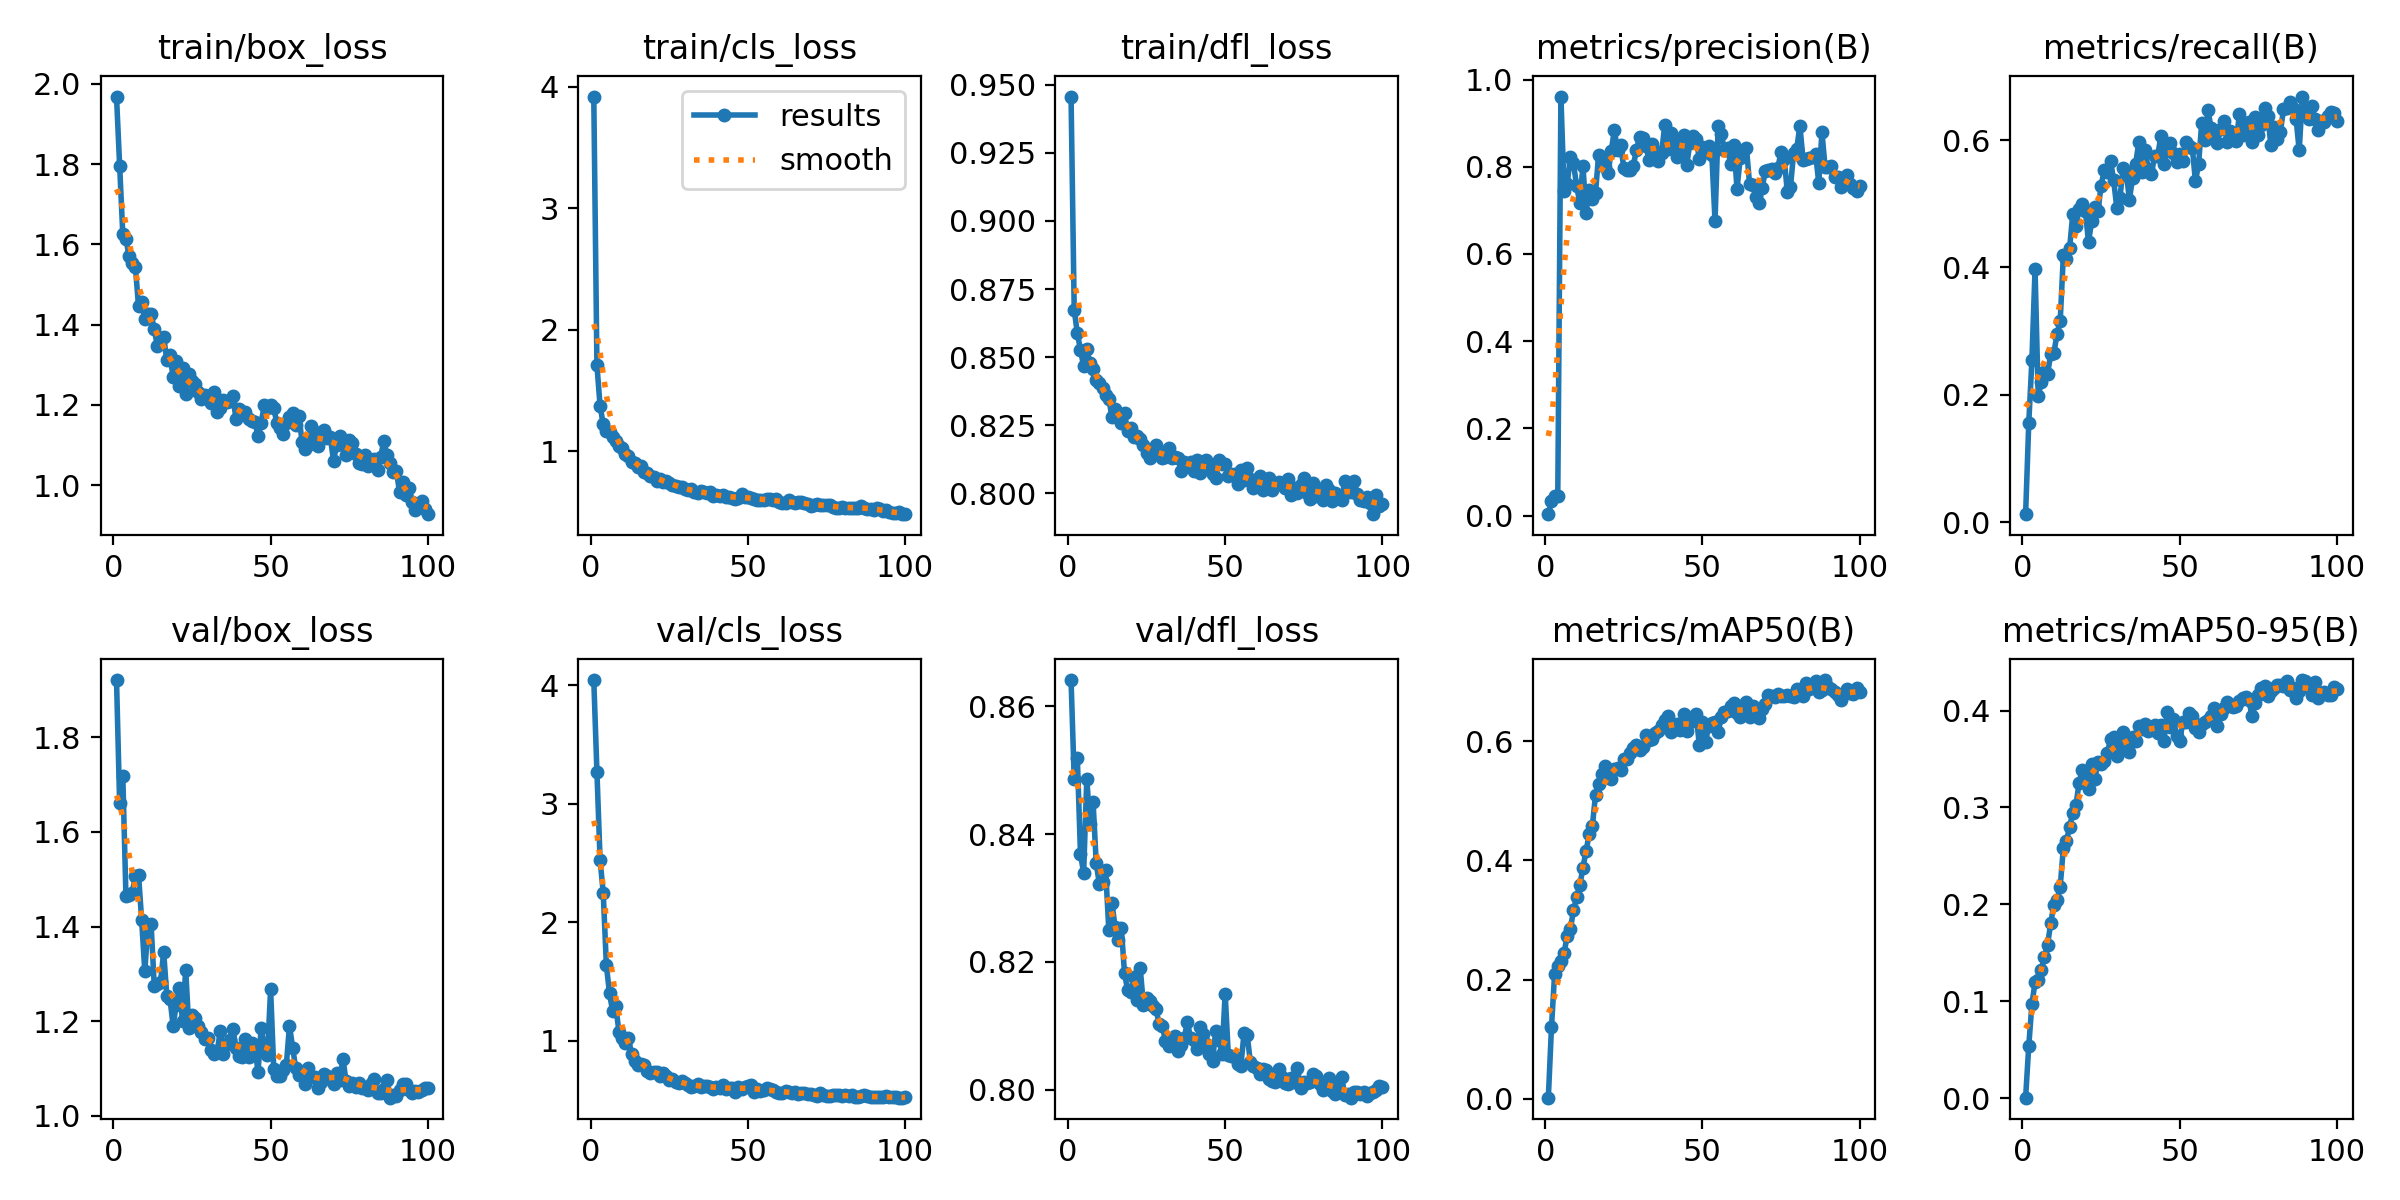 train/box_loss
2.0
1.8
1.6
1.4
1.2
1.0
0 50 100
train/cls_loss
results
smooth
4
3
2
1
0 50 100
train/dfl_loss
0.950
0.925
0.900
0.875
0.850
0.825
0.800
0 50 100
metrics/precision(B)
1.0
0.8
0.6
0.4
0.2
0.0
0 50 100
metrics/recall(B)
0.6
0.4
0.2
0.0
0 50 100
val/box_loss
1.8
1.6
1.4
1.2
1.0
0 50 100
val/cls_loss
4
3
2
1
0 50 100
val/dfl_loss
0.86
0.84
0.82
0.80
0 50 100
metrics/mAP50(B)
0.6
0.4
0.2
0.0
0 50 100
metrics/mAP50-95(B)
0.4
0.3
0.2
0.1
0.0
0 50 100